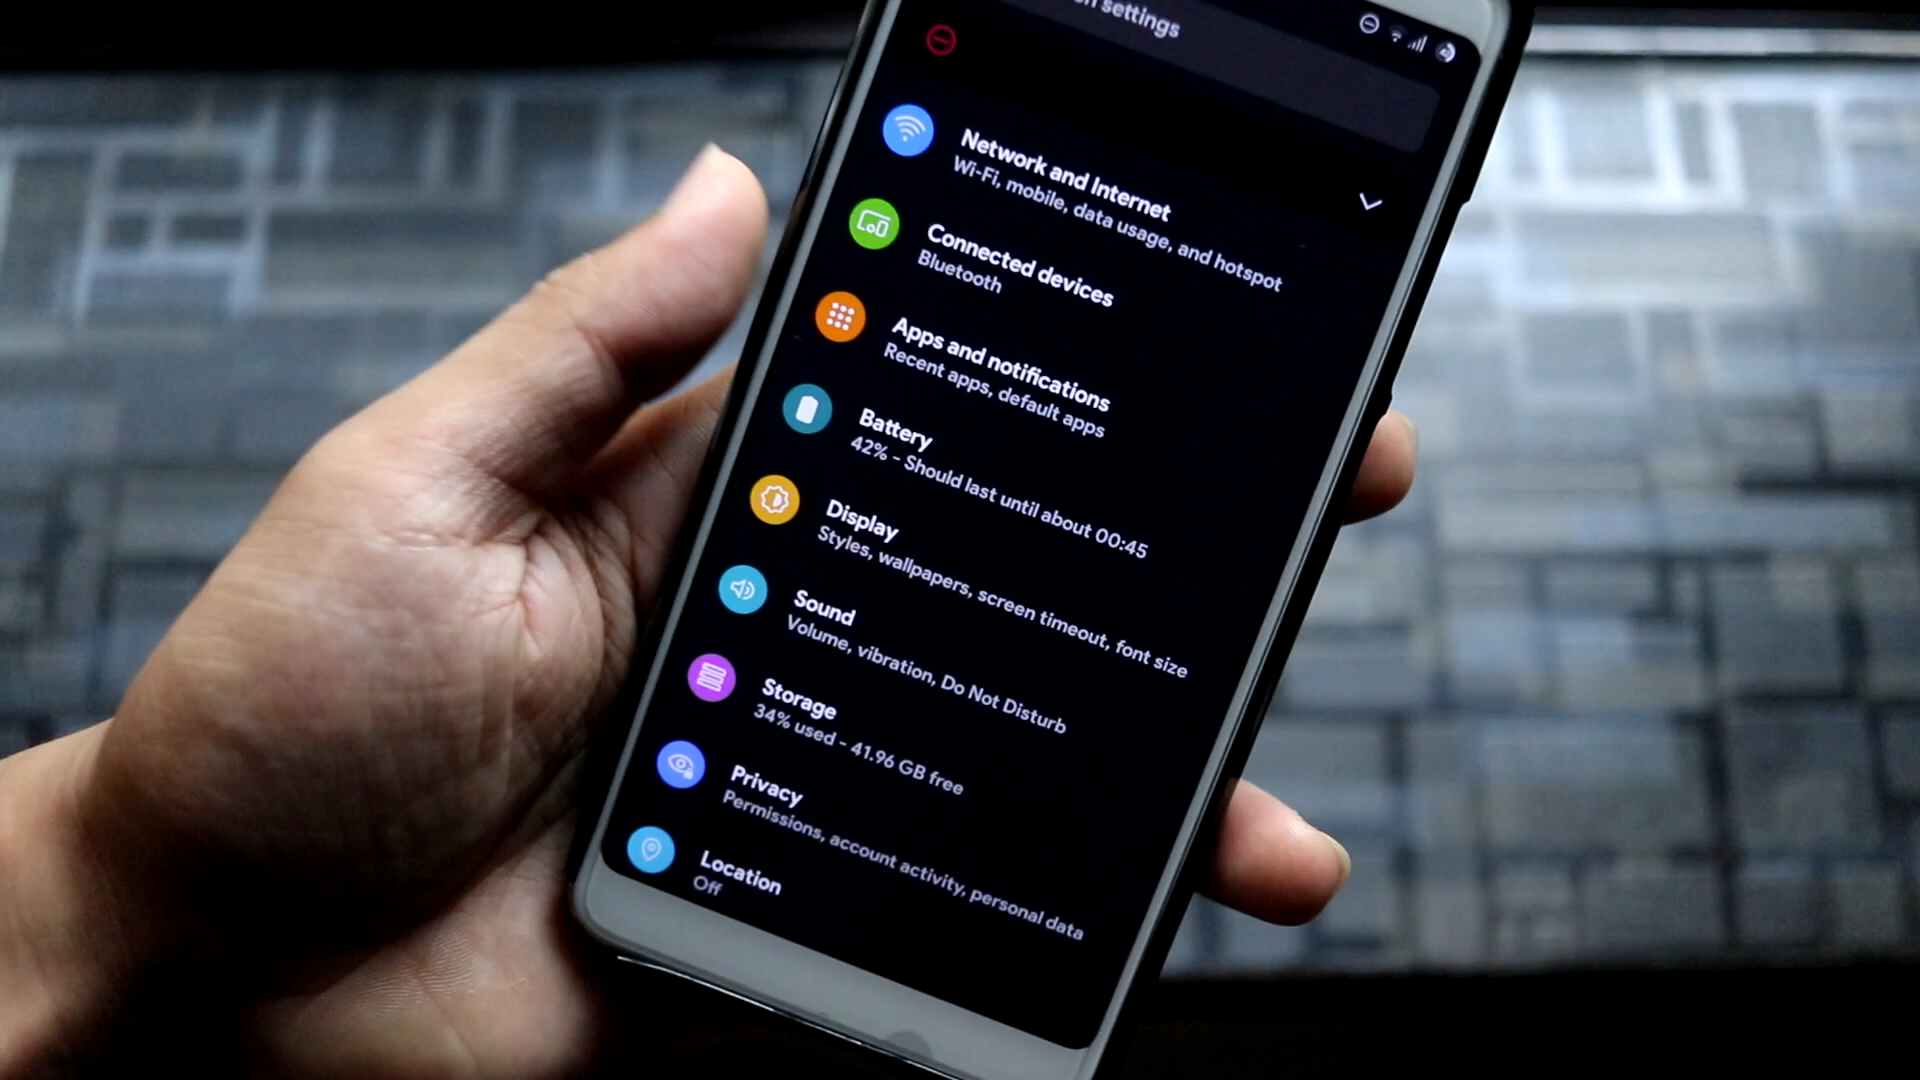 settings
Network and Internet
Wi-Fi, mobile, data usage, and hotspot
Connected devices
Bluetooth
Apps and notifications
Recent apps, default apps
Battery
42% - Should last until about 00:45
Display
Styles, wallpapers, screen timeout, font size
Sound
Volume, vibration, Do Not Disturb
Storage
34% used - 41.96 GB free
Privacy
Permissions, account activity, personal data
Location
Off